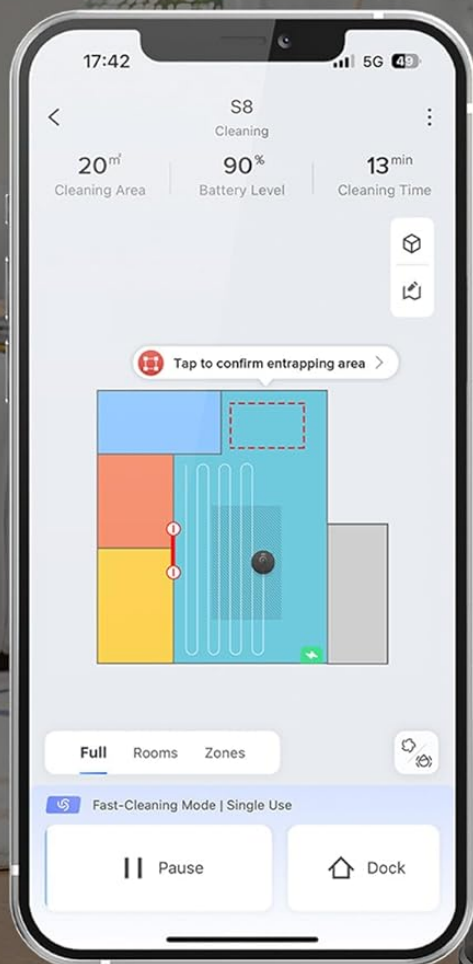 17:42
5G 49
S8
Cleaning
20㎡ 90% 13min
Cleaning Area Battery Level Cleaning Time
Tap to confirm entrapping area
Full Rooms Zones
Fast-Cleaning Mode | Single Use
Pause Dock